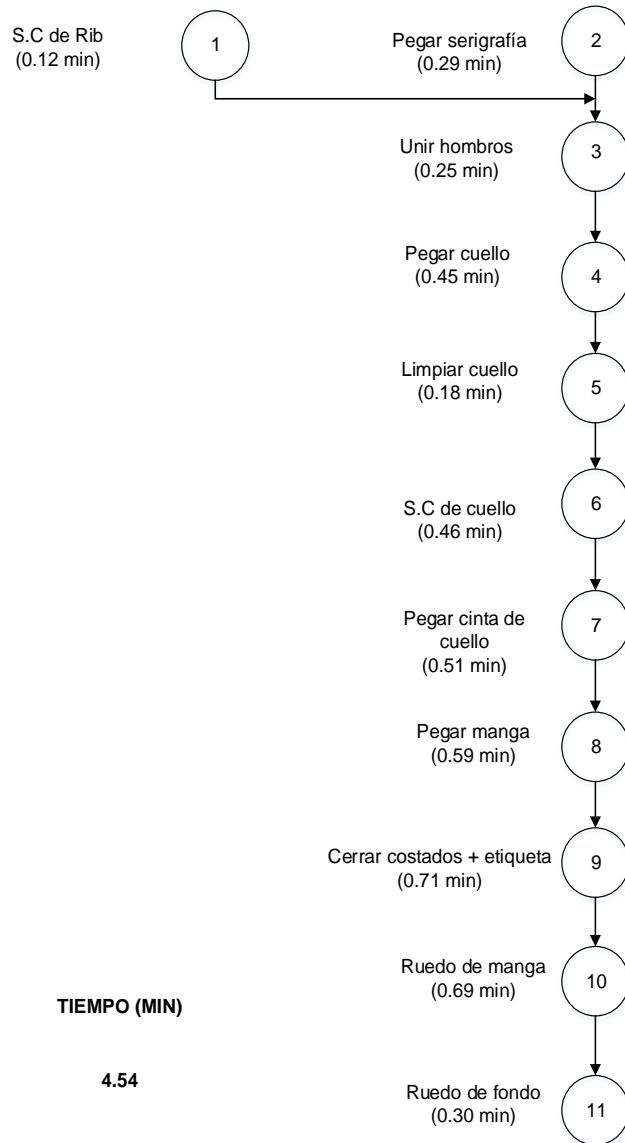 S.C de Rib
(0.12 min)
1
Pegar serigrafía
(0.29 min)
2
Unir hombros
(0.25 min)
3
Pegar cuello
(0.45 min)
4
Limpiar cuello
(0.18 min)
5
S.C de cuello
(0.46 min)
6
Pegar cinta de
cuello
(0.51 min)
7
Pegar manga
(0.59 min)
8
Cerrar costados + etiqueta
(0.71 min)
9
Ruedo de manga
(0.69 min)
10
TIEMPO (MIN)
4.54
Ruedo de fondo
(0.30 min)
11